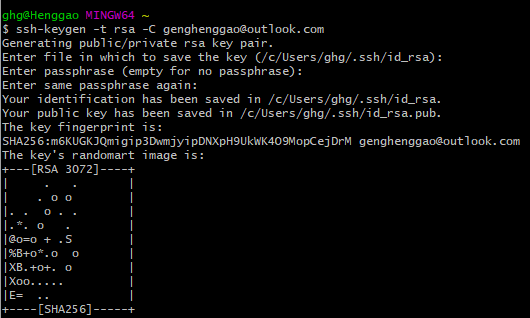 ghg@Henggao MINGW64 ~
$ ssh-keygen -t rsa -C genghenggao@outlook.com
Generating public/private rsa key pair.
Enter file in which to save the key (/c/Users/ghg/.ssh/id_rsa):
Enter passphrase (empty for no passphrase):
Enter same passphrase again:
Your identification has been saved in /c/Users/ghg/.ssh/id_rsa.
Your public key has been saved in /c/Users/ghg/.ssh/id_rsa.pub.
The key fingerprint is:
SHA256:m6KUGKJQmigip3DwmjyipDNXpH9UkWK4O9MopCejDrM genghenggao@outlook.com
The key's randomart image is:
+---[RSA 3072]----+
|     .   .       |
|    . o o        |
|. .  o . .       |
|.*. o   .        |
|@o=o + .S        |
|%B+o*.o  o       |
|XB.+o+. o        |
|Xoo.....         |
|E=  ..           |
+----[SHA256]-----+